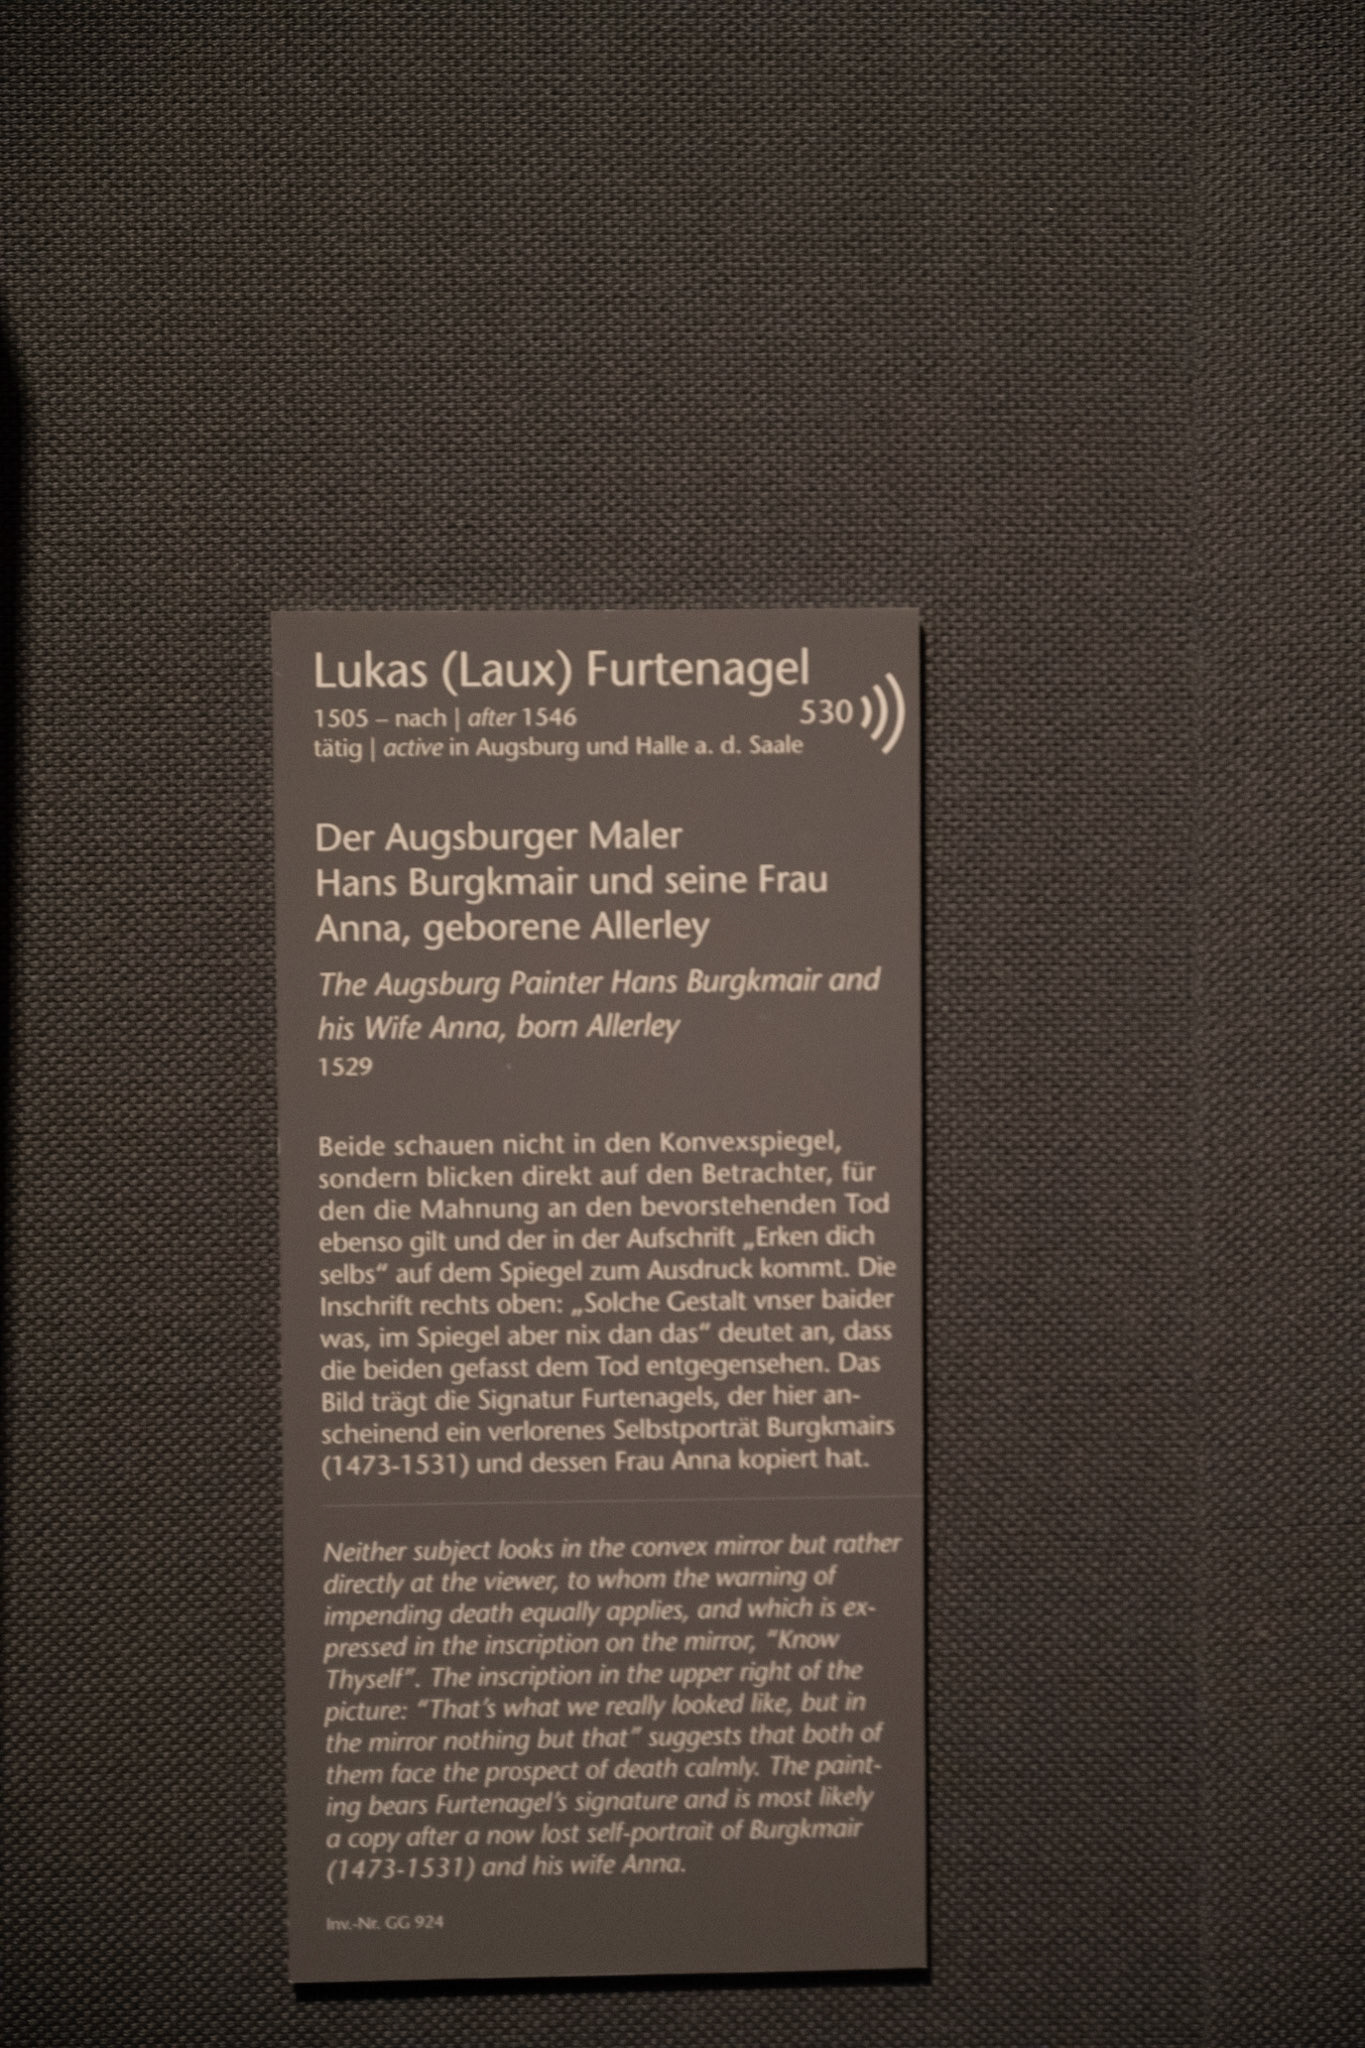 Lukas (Laux) Furtenagel
1505 – nach | after 1546
530
tätig | active in Augsburg und Halle a. d. Saale
Der Augsburger Maler
Hans Burgkmair und seine Frau
Anna, geborene Allerley
The Augsburg Painter Hans Burgkmair and
his Wife Anna, born Allerley
1529
Beide schauen nicht in den Konvexspiegel,
sondern blicken direkt auf den Betrachter, für
den die Mahnung an den bevorstehenden Tod
ebenso gilt und der in der Aufschrift „Erken dich
selbs“ auf dem Spiegel zum Ausdruck kommt. Die
Inschrift rechts oben: „Solche Gestalt vnser baider
was, im Spiegel aber nix dan das“ deutet an, dass
die beiden gefasst dem Tod entgegensehen. Das
Bild trägt die Signatur Furtenagels, der hier an-
scheinend ein verlorenes Selbstporträt Burgkmairs
(1473-1531) und dessen Frau Anna kopiert hat.
Neither subject looks in the convex mirror but rather
directly at the viewer, to whom the warning of
impending death equally applies, and which is ex-
pressed in the inscription on the mirror, “Know
Thyself”. The inscription in the upper right of the
picture: “That’s what we really looked like, but in
the mirror nothing but that” suggests that both of
them face the prospect of death calmly. The paint-
ing bears Furtenagel’s signature and is most likely
a copy after a now lost self-portrait of Burgkmair
(1473-1531) and his wife Anna.
Inv.-Nr. GG 924